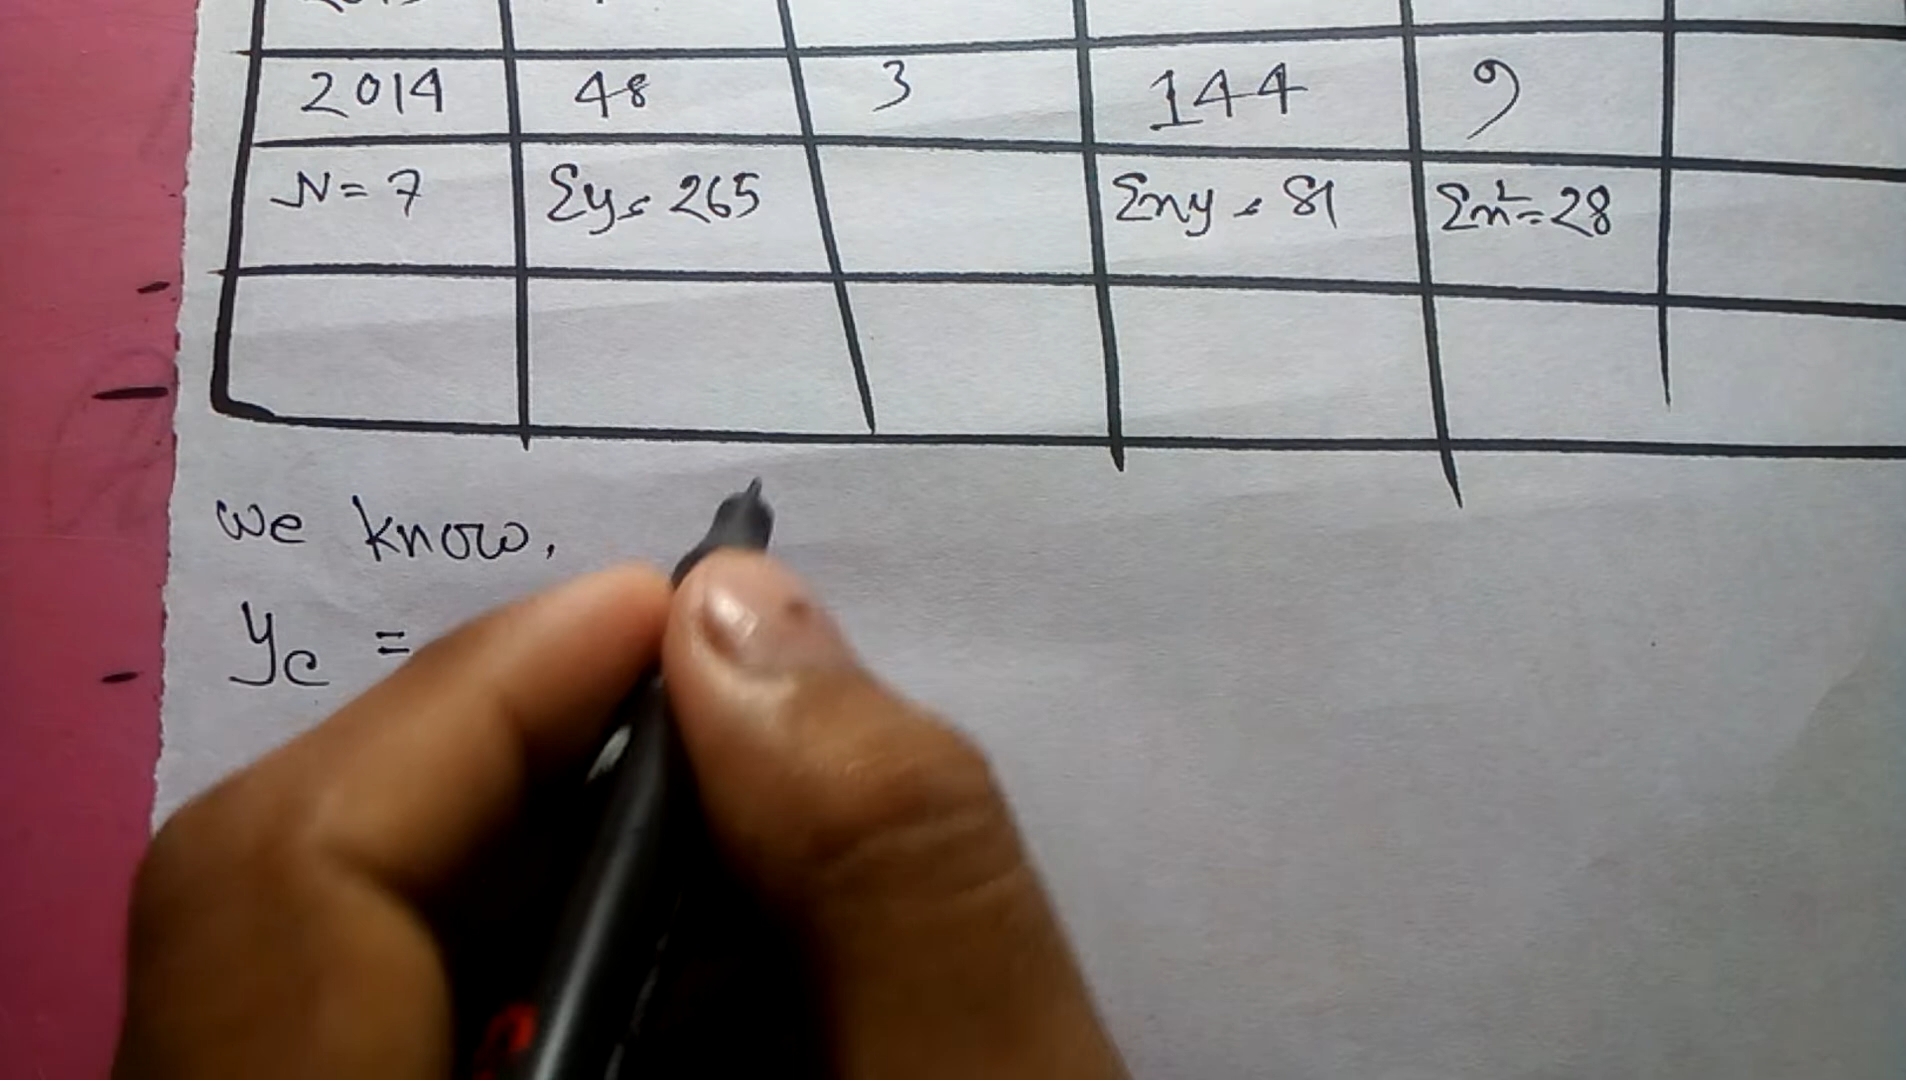 2014 48 3 144 9
N = 7 Σy = 265 Σxy = 81 Σx² = 28
we know,
yc =